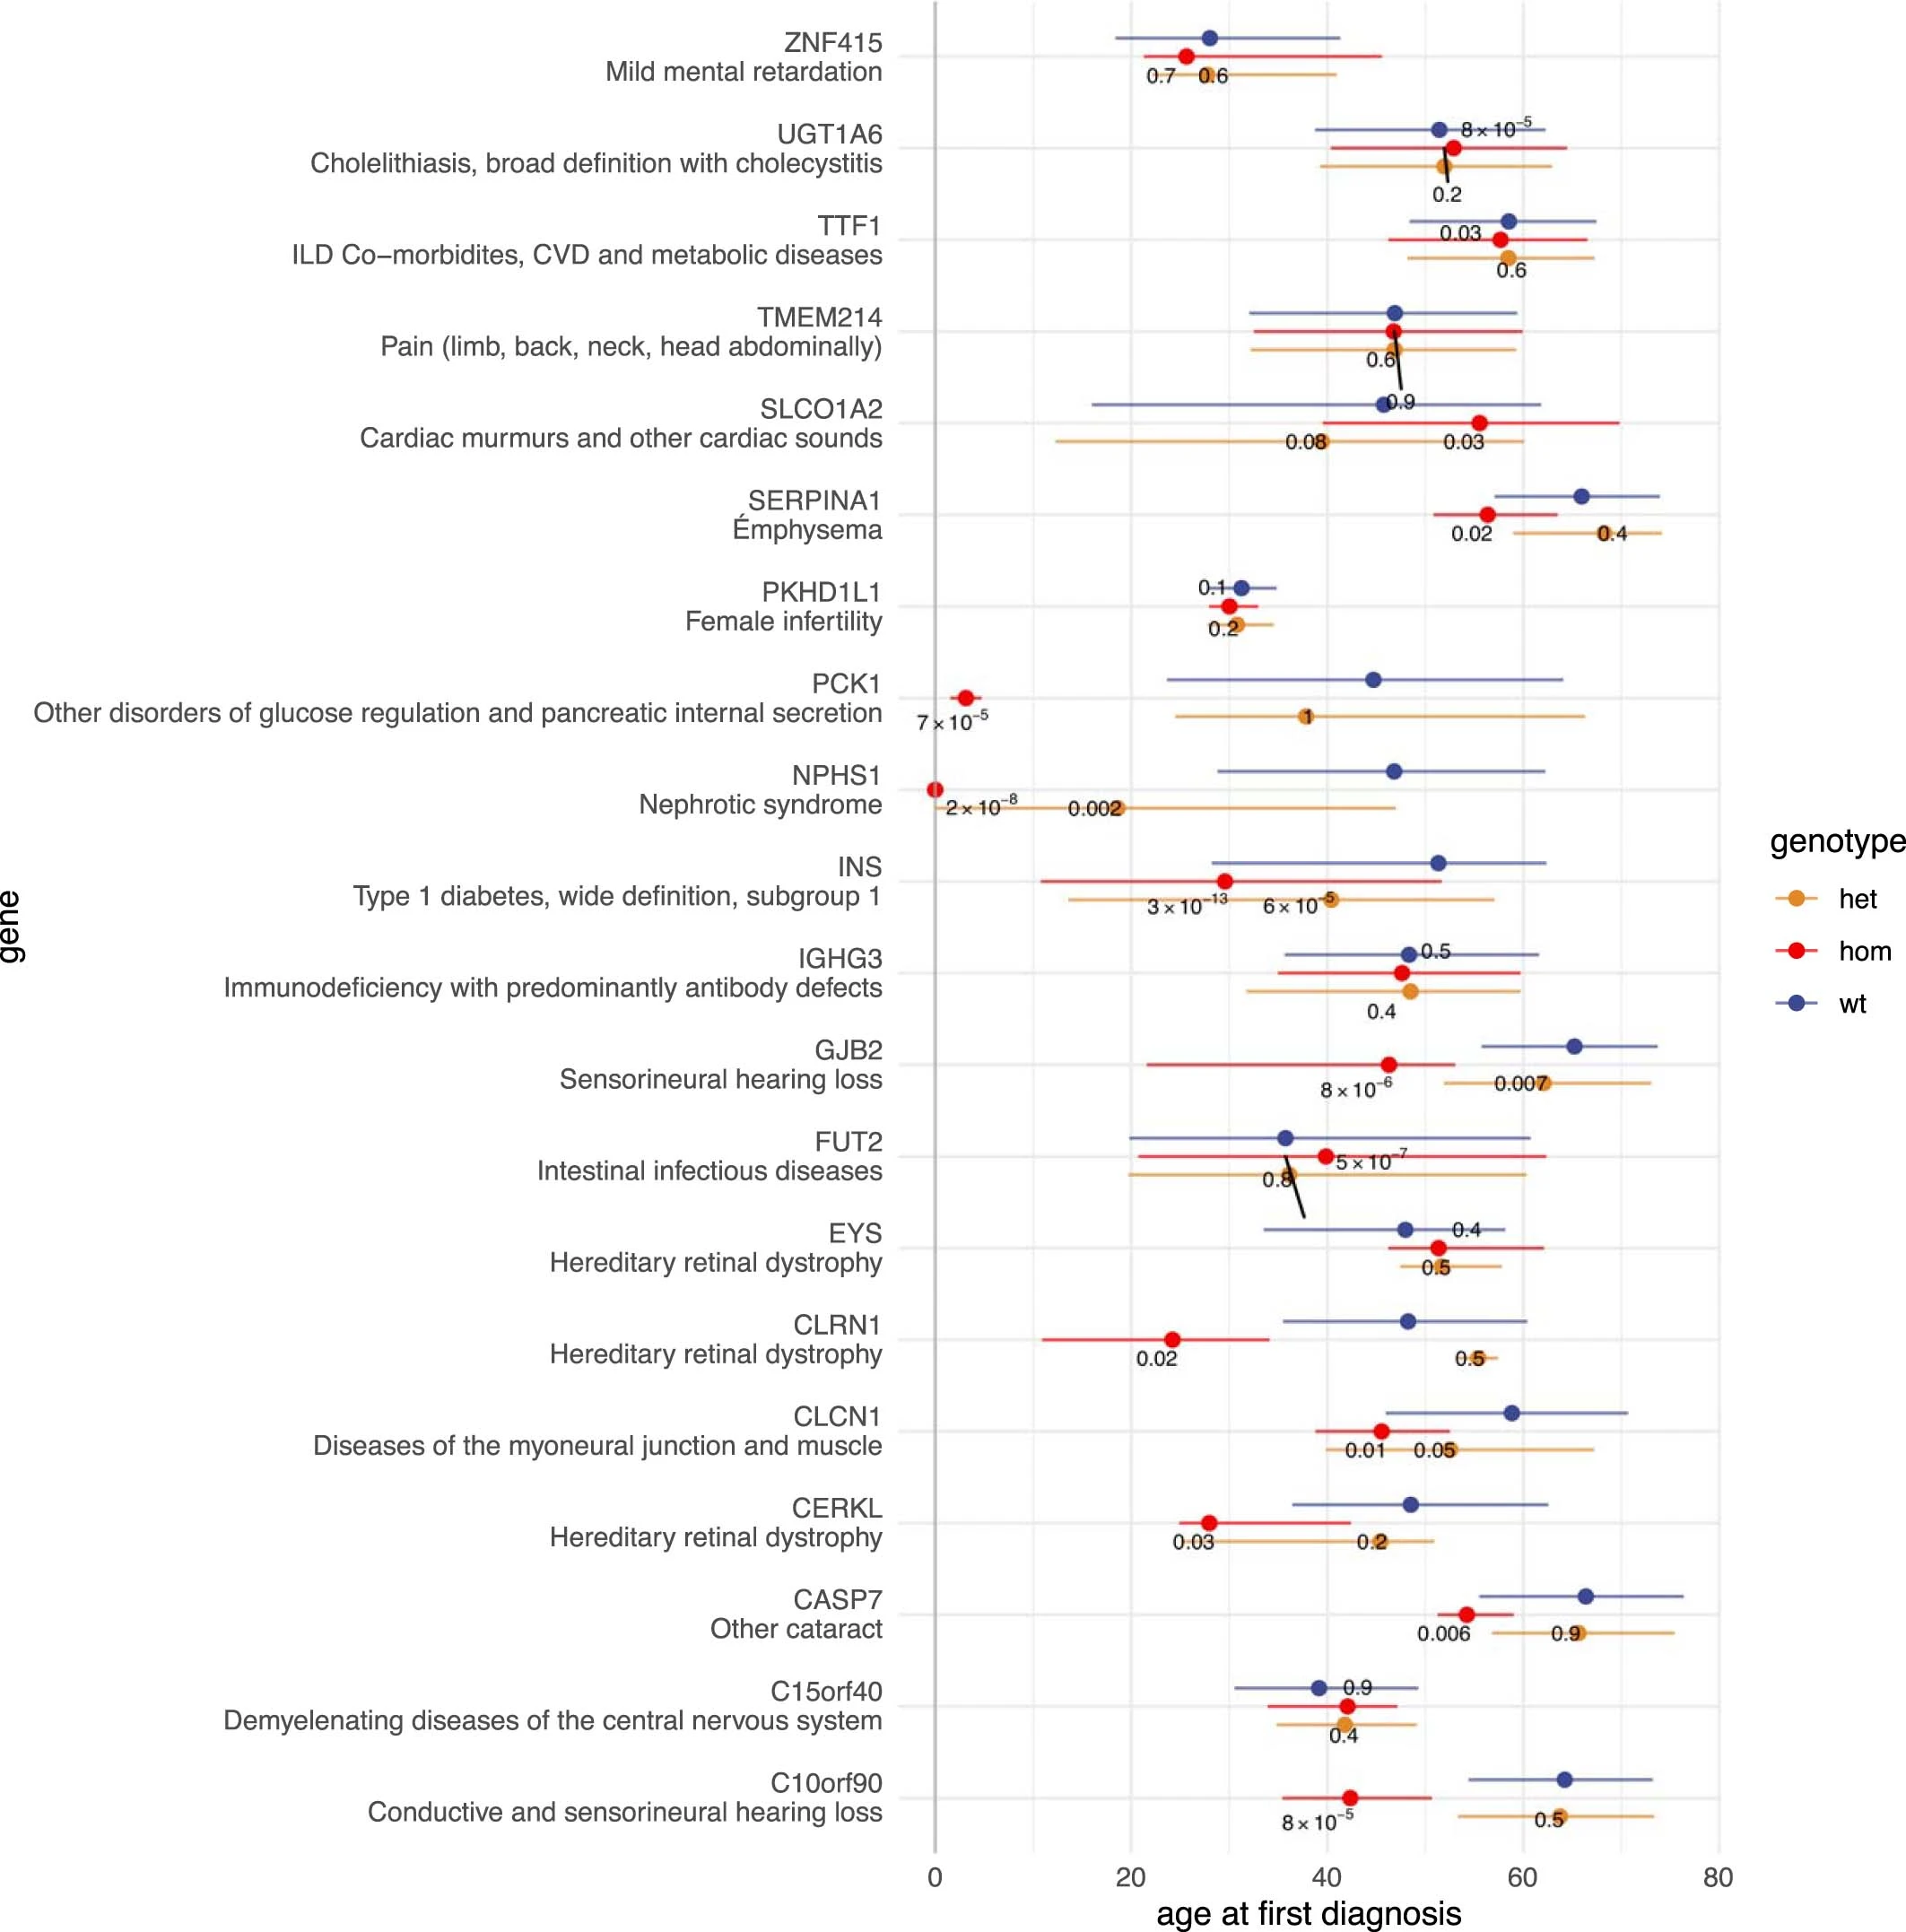 ZNF415
Mild mental retardation
0.7 0.6
UGT1A6
Cholelithiasis, broad definition with cholecystitis
8×10⁻⁵
0.2
TTF1
ILD Co−morbidites, CVD and metabolic diseases
0.03
0.6
TMEM214
Pain (limb, back, neck, head abdominally)
0.6
0.9
SLCO1A2
Cardiac murmurs and other cardiac sounds
0.08 0.03
SERPINA1
Émphysema
0.02 0.4
PKHD1L1
Female infertility
0.1
0.2
PCK1
Other disorders of glucose regulation and pancreatic internal secretion
7×10⁻⁵ 1
NPHS1
Nephrotic syndrome
2×10⁻⁸ 0.002
INS
Type 1 diabetes, wide definition, subgroup 1
3×10⁻¹³ 6×10⁻⁵
IGHG3
Immunodeficiency with predominantly antibody defects
0.5
0.4
GJB2
Sensorineural hearing loss
8×10⁻⁶ 0.007
FUT2
Intestinal infectious diseases
5×10⁻⁷
0.8
EYS
Hereditary retinal dystrophy
0.4
0.5
CLRN1
Hereditary retinal dystrophy
0.02 0.5
CLCN1
Diseases of the myoneural junction and muscle
0.01 0.05
CERKL
Hereditary retinal dystrophy
0.03 0.2
CASP7
Other cataract
0.006 0.9
C15orf40
Demyelenating diseases of the central nervous system
0.9
0.4
C10orf90
Conductive and sensorineural hearing loss
8×10⁻⁵ 0.5
0 20 40 60 80
age at first diagnosis
gene
genotype
het
hom
wt